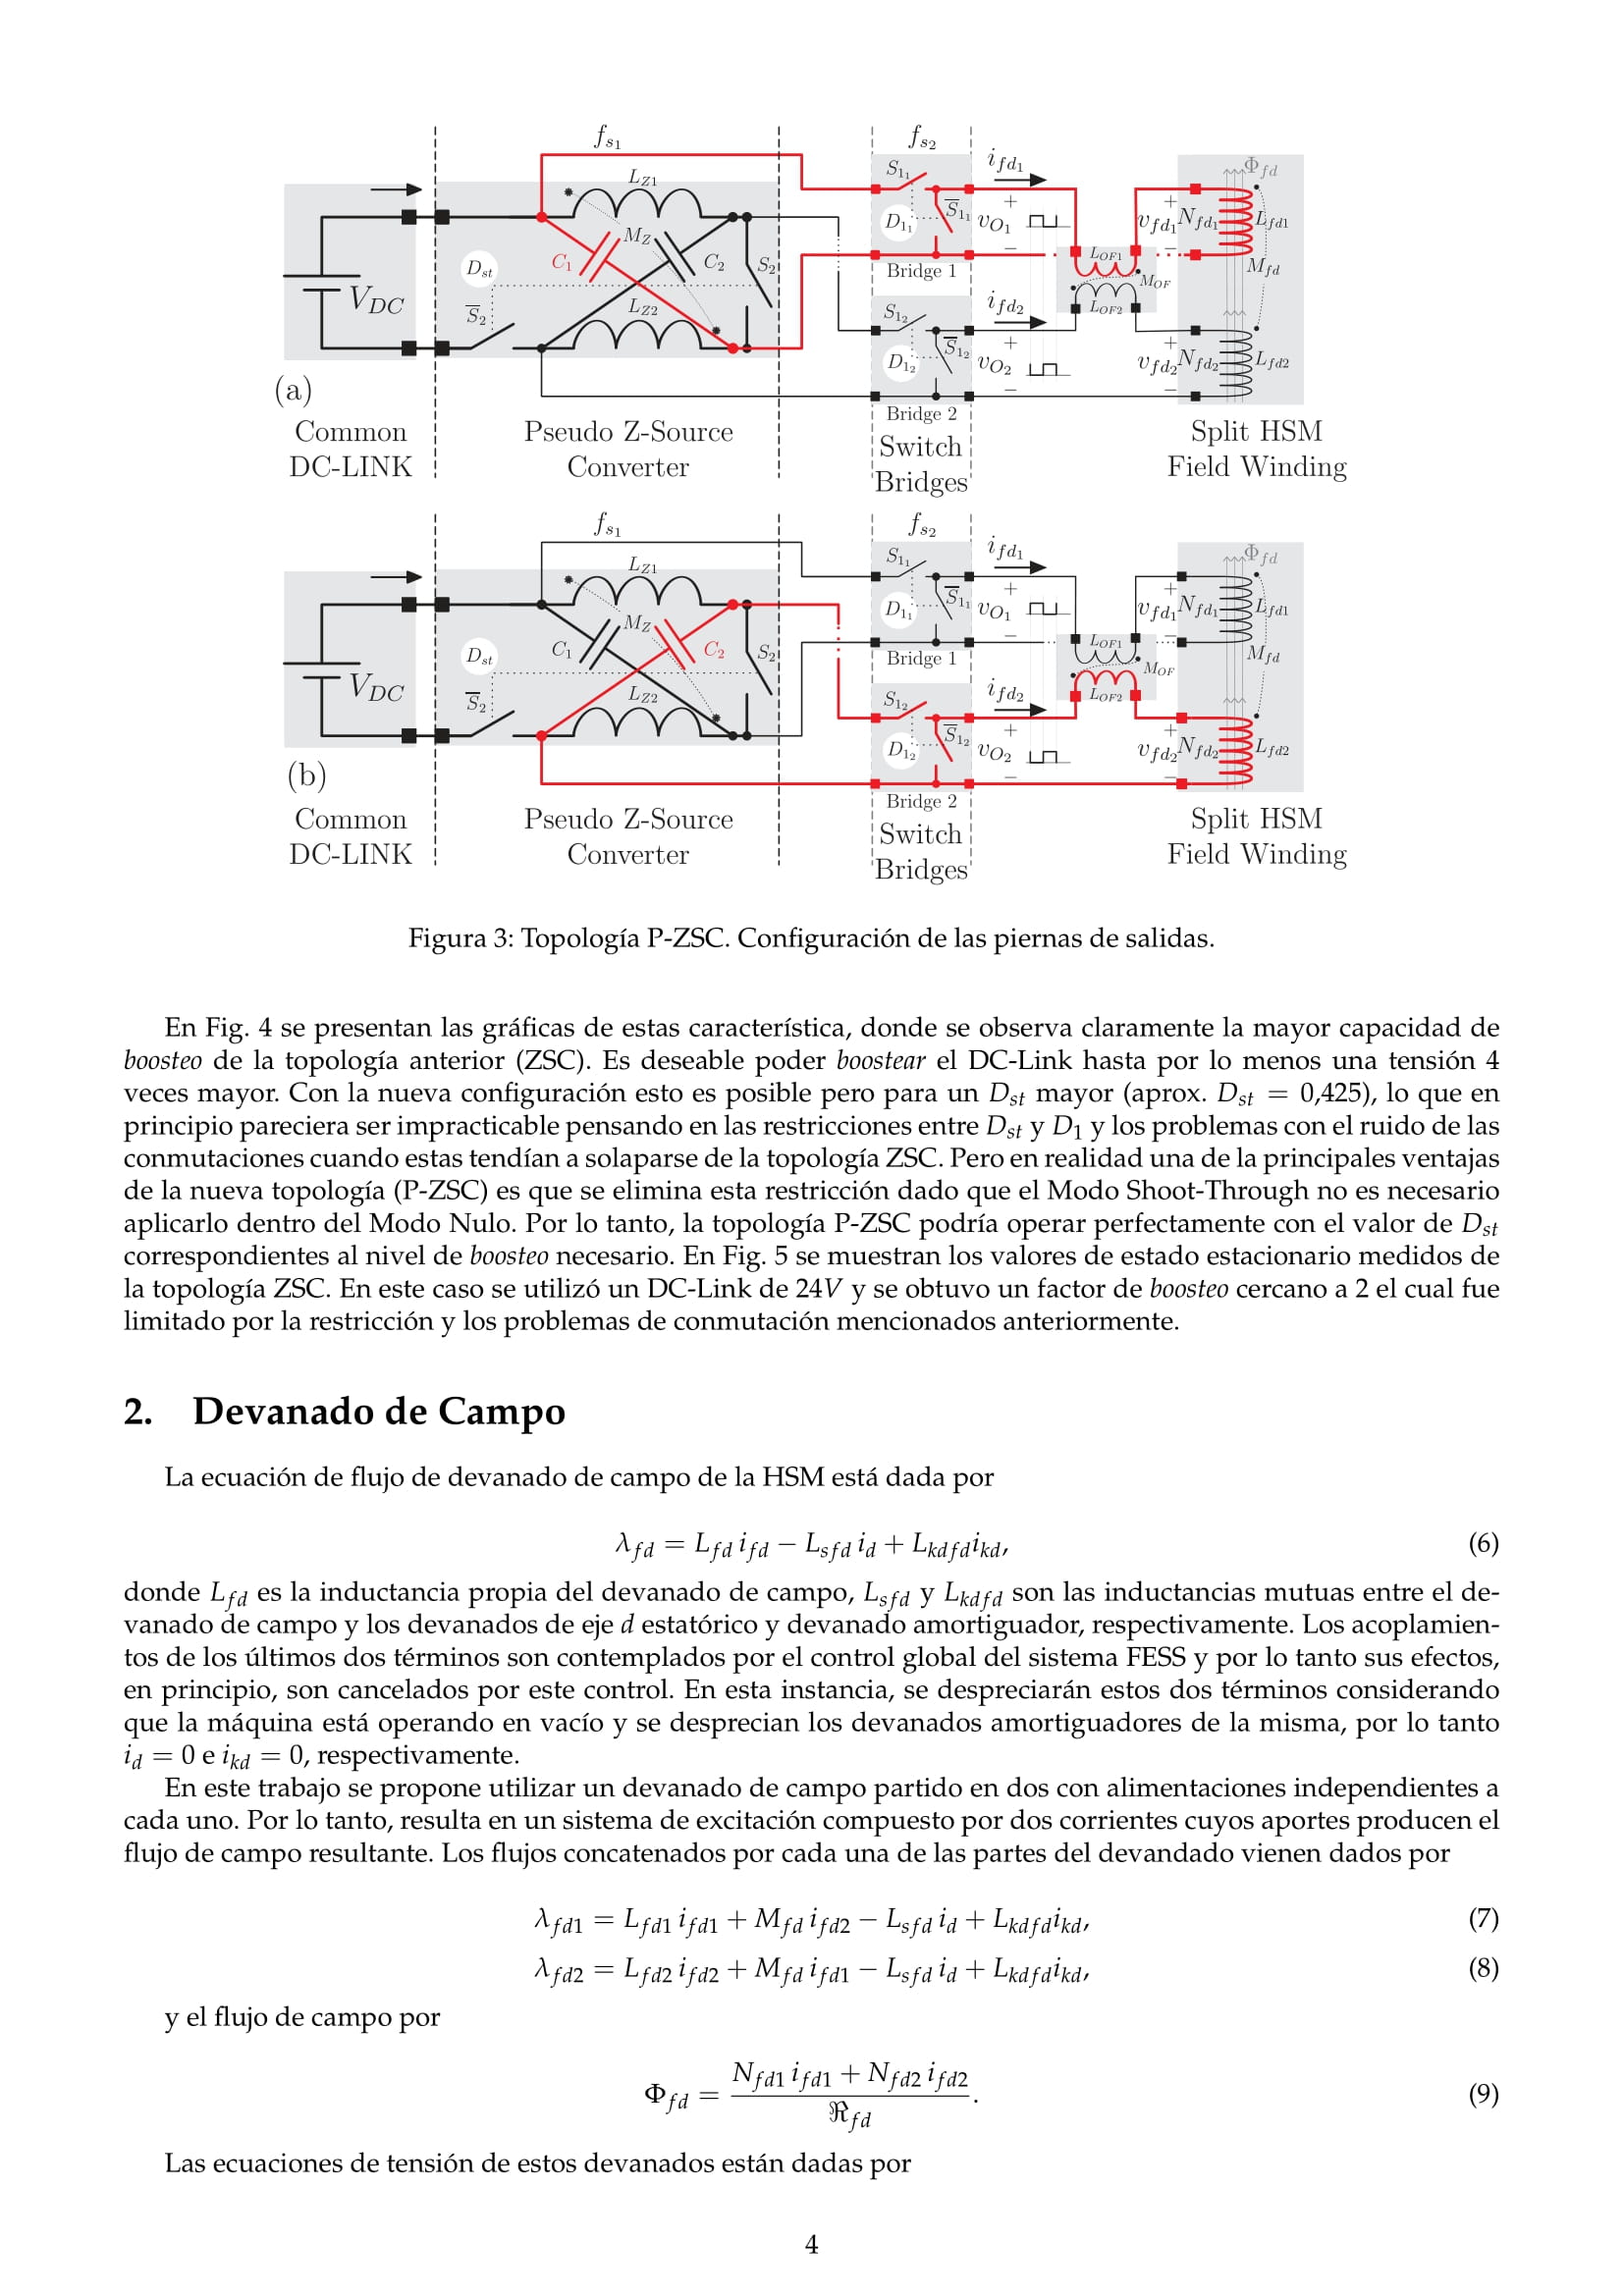 f_{s_1} f_{s_2}
L_{Z1} S_{1_1} i_{fd_1} Φ_{fd}
\overline{S}_{1_1} + +
D_{1_1} v_{O_1} v_{fd_1} N_{fd_1} L_{fd1}
M_Z − −
D_{st} C_1 C_2 S_2 Bridge 1 L_{OF1} M_{fd}
V_{DC} M_{OF}
\overline{S}_2 L_{Z2} S_{1_2} i_{fd_2} L_{OF2}
\overline{S}_{1_2} + +
D_{1_2} v_{O_2} v_{fd_2} N_{fd_2} L_{fd2}
(a) − −
Bridge 2
Common Pseudo Z-Source Switch Split HSM
DC-LINK Converter Bridges Field Winding
f_{s_1} f_{s_2}
L_{Z1} S_{1_1} i_{fd_1} Φ_{fd}
\overline{S}_{1_1} + +
D_{1_1} v_{O_1} v_{fd_1} N_{fd_1} L_{fd1}
M_Z − −
D_{st} C_1 C_2 S_2 Bridge 1 L_{OF1} M_{fd}
V_{DC} M_{OF}
\overline{S}_2 L_{Z2} S_{1_2} i_{fd_2} L_{OF2}
\overline{S}_{1_2} + +
D_{1_2} v_{O_2} v_{fd_2} N_{fd_2} L_{fd2}
(b) − −
Bridge 2
Common Pseudo Z-Source Switch Split HSM
DC-LINK Converter Bridges Field Winding
Figura 3: Topología P-ZSC. Configuración de las piernas de salidas.
En Fig. 4 se presentan las gráficas de estas característica, donde se observa claramente la mayor capacidad de
boosteo de la topología anterior (ZSC). Es deseable poder boostear el DC-Link hasta por lo menos una tensión 4
veces mayor. Con la nueva configuración esto es posible pero para un D_{st} mayor (aprox. D_{st} = 0,425), lo que en
principio pareciera ser impracticable pensando en las restricciones entre D_{st} y D_1 y los problemas con el ruido de las
conmutaciones cuando estas tendían a solaparse de la topología ZSC. Pero en realidad una de la principales ventajas
de la nueva topología (P-ZSC) es que se elimina esta restricción dado que el Modo Shoot-Through no es necesario
aplicarlo dentro del Modo Nulo. Por lo tanto, la topología P-ZSC podría operar perfectamente con el valor de D_{st}
correspondientes al nivel de boosteo necesario. En Fig. 5 se muestran los valores de estado estacionario medidos de
la topología ZSC. En este caso se utilizó un DC-Link de 24V y se obtuvo un factor de boosteo cercano a 2 el cual fue
limitado por la restricción y los problemas de conmutación mencionados anteriormente.
2. Devanado de Campo
La ecuación de flujo de devanado de campo de la HSM está dada por
λ_{fd} = L_{fd} i_{fd} − L_{sfd} i_d + L_{kdfd} i_{kd}, (6)
donde L_{fd} es la inductancia propia del devanado de campo, L_{sfd} y L_{kdfd} son las inductancias mutuas entre el de-
vanado de campo y los devanados de eje d estatórico y devanado amortiguador, respectivamente. Los acoplamien-
tos de los últimos dos términos son contemplados por el control global del sistema FESS y por lo tanto sus efectos,
en principio, son cancelados por este control. En esta instancia, se despreciarán estos dos términos considerando
que la máquina está operando en vacío y se desprecian los devanados amortiguadores de la misma, por lo tanto
i_d = 0 e i_{kd} = 0, respectivamente.
En este trabajo se propone utilizar un devanado de campo partido en dos con alimentaciones independientes a
cada uno. Por lo tanto, resulta en un sistema de excitación compuesto por dos corrientes cuyos aportes producen el
flujo de campo resultante. Los flujos concatenados por cada una de las partes del devandado vienen dados por
λ_{fd1} = L_{fd1} i_{fd1} + M_{fd} i_{fd2} − L_{sfd} i_d + L_{kdfd} i_{kd}, (7)
λ_{fd2} = L_{fd2} i_{fd2} + M_{fd} i_{fd1} − L_{sfd} i_d + L_{kdfd} i_{kd}, (8)
y el flujo de campo por
Φ_{fd} = \frac{N_{fd1} i_{fd1} + N_{fd2} i_{fd2}}{ℜ_{fd}}. (9)
Las ecuaciones de tensión de estos devanados están dadas por
4